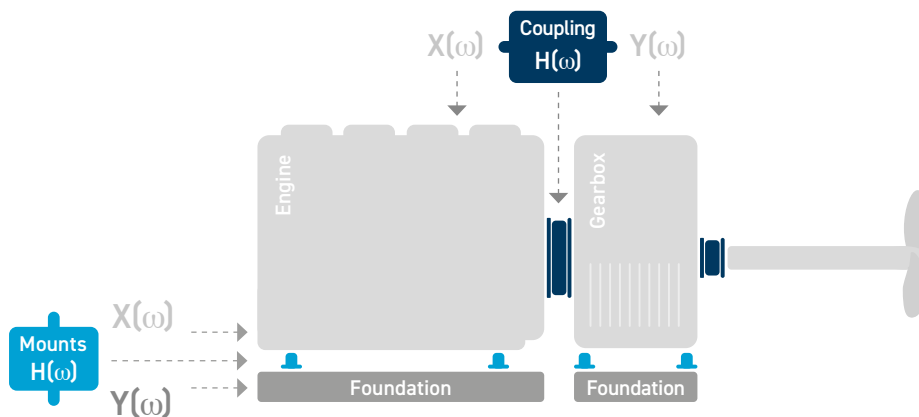 Coupling
H(ω)
X(ω)
Y(ω)
Engine
Gearbox
X(ω)
Mounts
H(ω)
Y(ω)
Foundation
Foundation